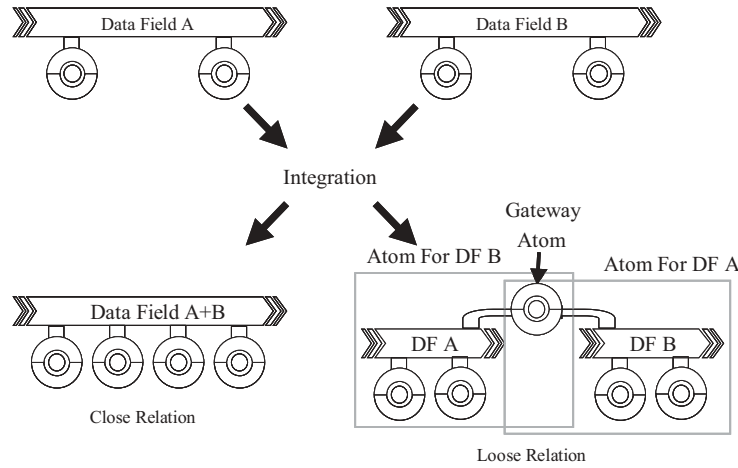 Data Field A
Data Field B
Integration
Gateway
Atom
Atom For DF B
Atom For DF A
Data Field A+B
DF A
DF B
Close Relation
Loose Relation